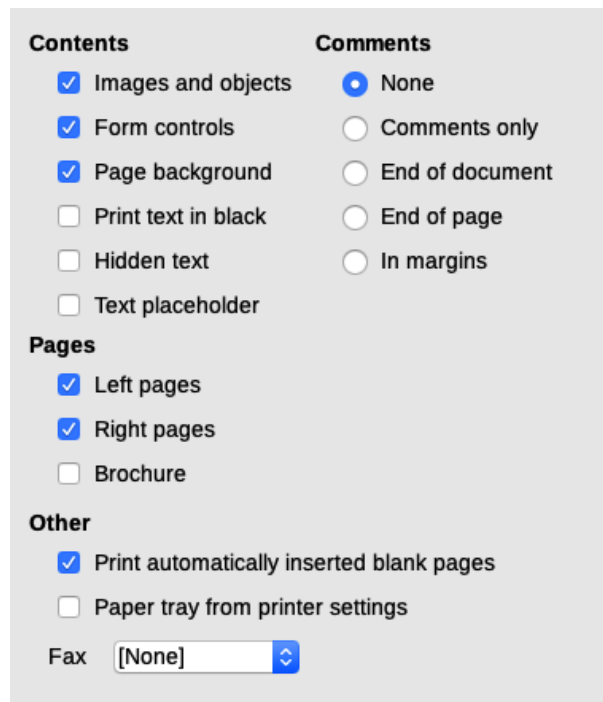 Contents
Images and objects
Form controls
Page background
Print text in black
Hidden text
Text placeholder
Comments
None
Comments only
End of document
End of page
In margins
Pages
Left pages
Right pages
Brochure
Other
Print automatically inserted blank pages
Paper tray from printer settings
Fax [None]